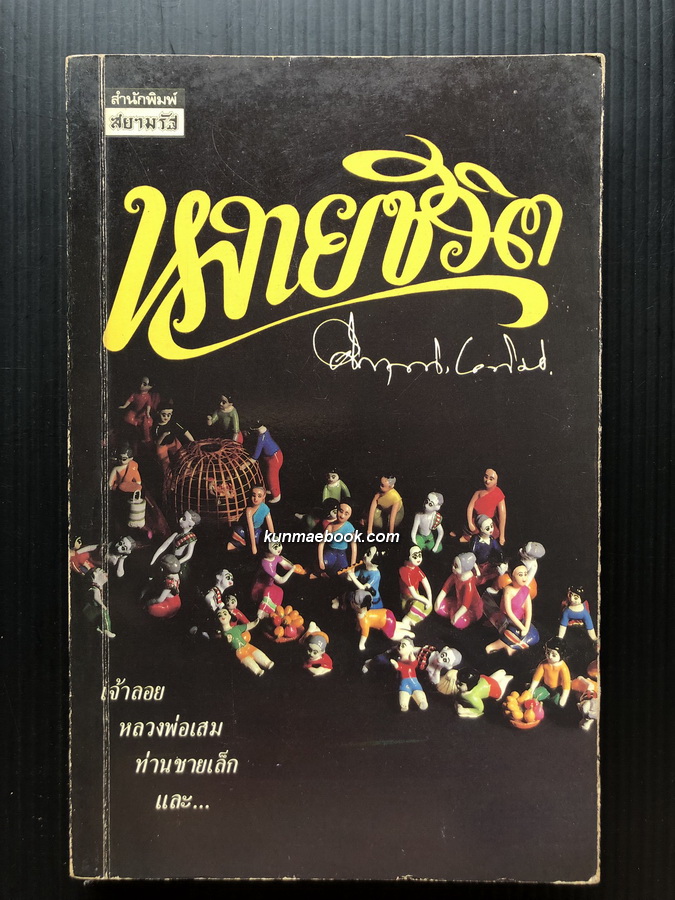 สำนักพิมพ์
สยามรัฐ
หลายชีวิต
kunmaebook.com
เจ้าลอย
หลวงพ่อเสม
ท่านชายเล็ก
และ...